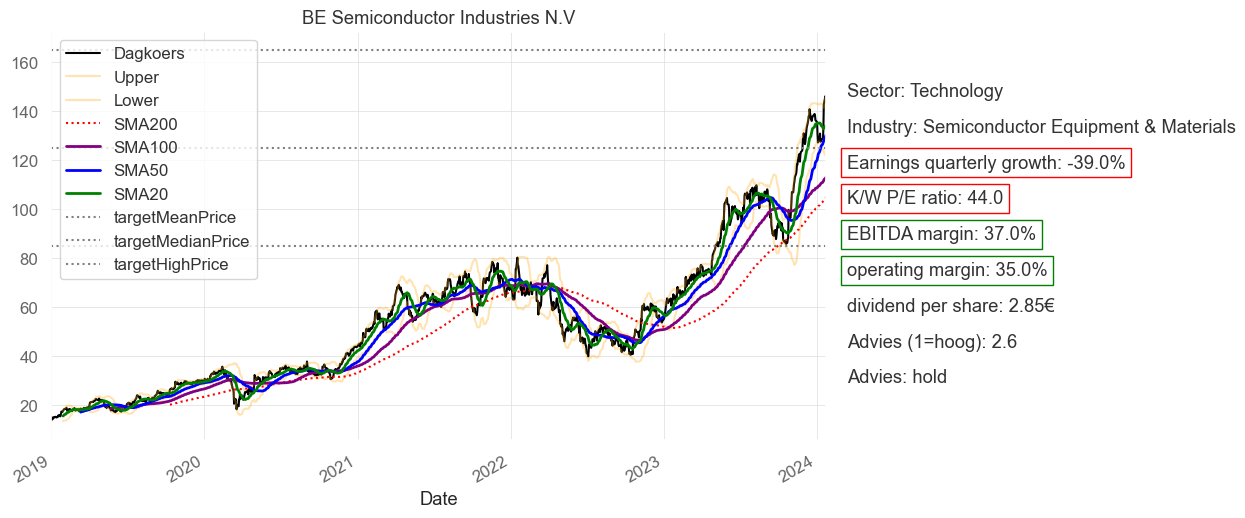 BE Semiconductor Industries N.V
Dagkoers
Upper
Lower
SMA200
SMA100
SMA50
SMA20
targetMeanPrice
targetMedianPrice
targetHighPrice
160
140
120
100
80
60
40
20
2019
2020
2021
2022
2023
2024
Date
Sector: Technology
Industry: Semiconductor Equipment & Materials
Earnings quarterly growth: -39.0%
K/W P/E ratio: 44.0
EBITDA margin: 37.0%
operating margin: 35.0%
dividend per share: 2.85€
Advies (1=hoog): 2.6
Advies: hold